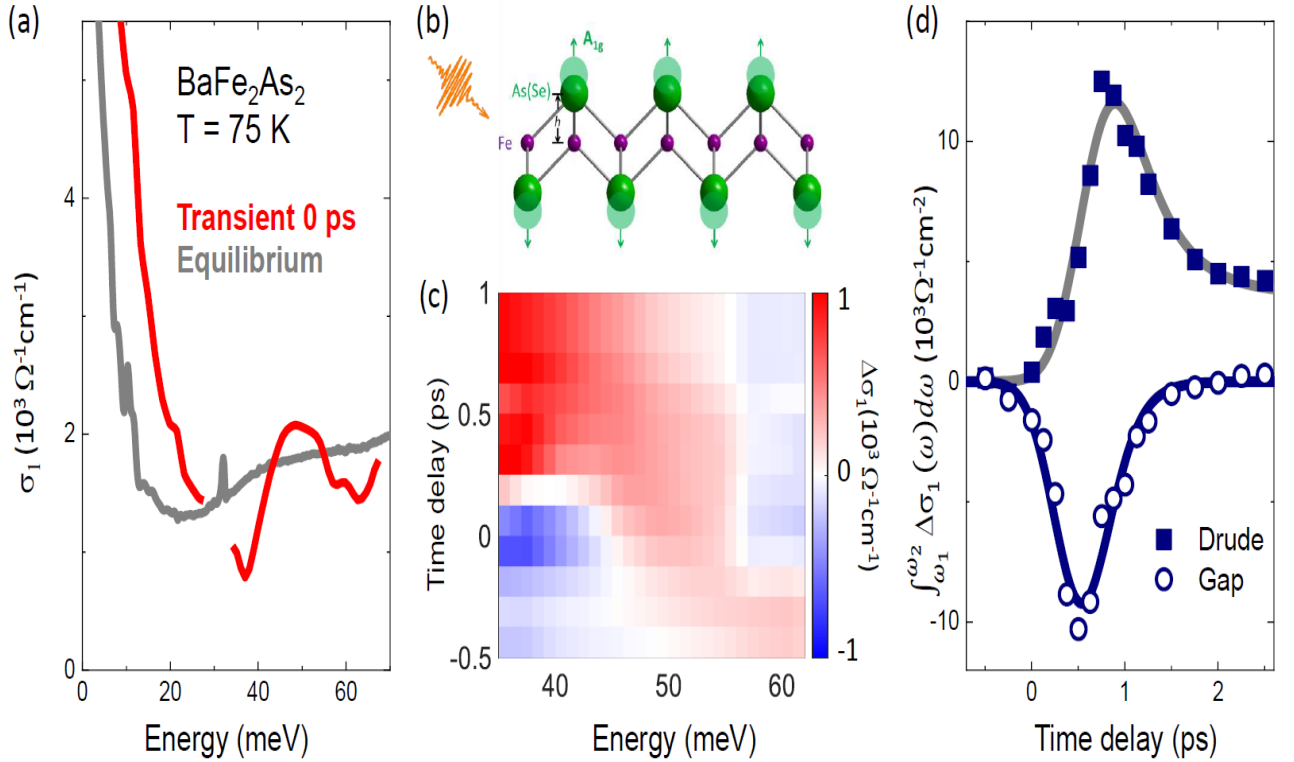 (a)
BaFe₂As₂
T = 75 K
Transient 0 ps
Equilibrium
σ₁ (10³ Ω⁻¹cm⁻¹)
4
2
0
0
20
40
60
Energy (meV)
(b)
A₁g
As(Se)
h
Fe
(c)
Time delay (ps)
1
0.5
0
-0.5
40
50
60
Energy (meV)
1
0
-1
Δσ₁(10³ Ω⁻¹cm⁻¹)
(d)
∫ω₁^ω₂ Δσ₁ (ω)dω (10³Ω⁻¹cm⁻²)
10
0
-10
Drude
Gap
0
1
2
Time delay (ps)